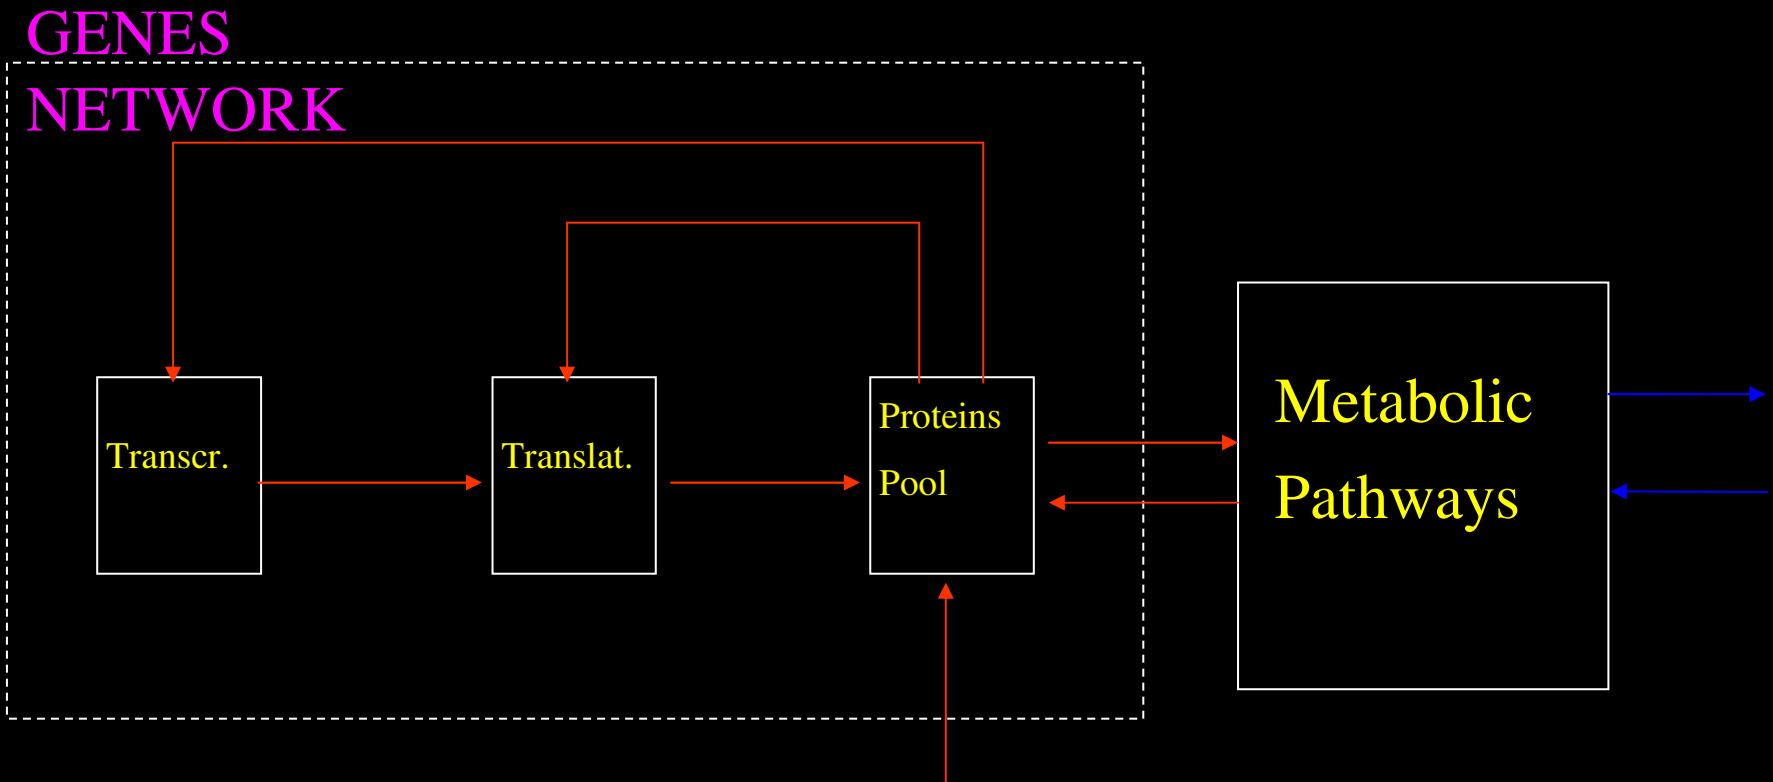 GENES
NETWORK
Transcr.
Translat.
Proteins
Pool
Metabolic
Pathways